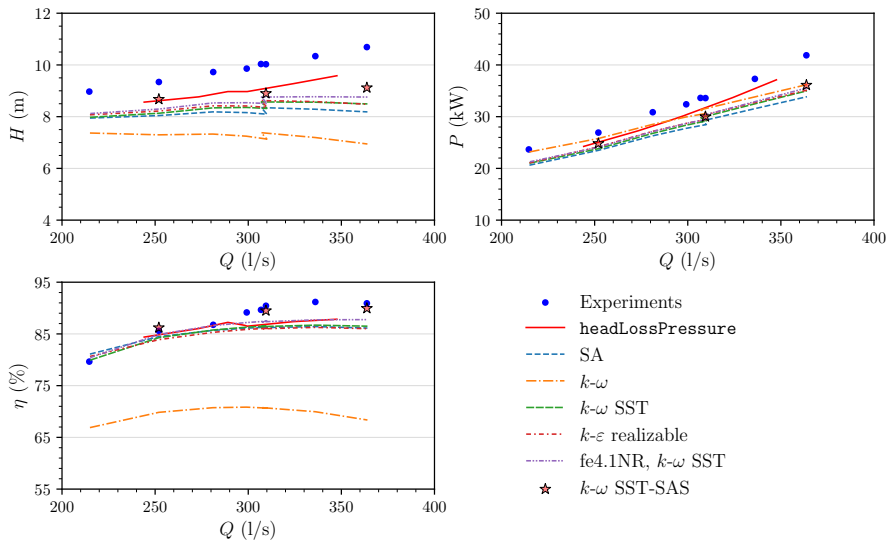 12
10
8
6
4
H (m)
200
250
300
350
400
Q (l/s)
50
40
30
20
10
P (kW)
200
250
300
350
400
Q (l/s)
95
85
75
65
55
η (%)
200
250
300
350
400
Q (l/s)
Experiments
headLossPressure
SA
k-ω
k-ω SST
k-ε realizable
fe4.1NR, k-ω SST
k-ω SST-SAS